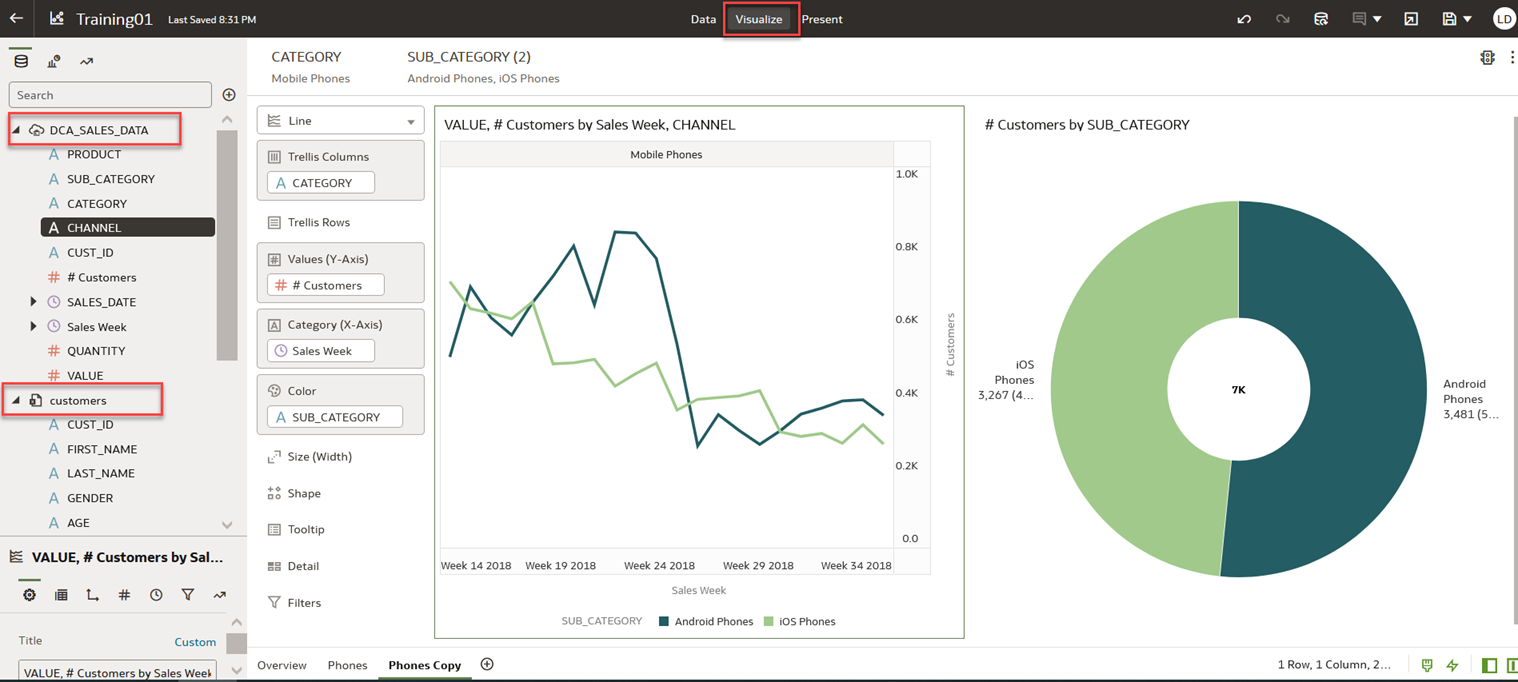 Training01
Last Saved 8:31 PM
Data
Visualize
Present
LD
Search
DCA_SALES_DATA
A PRODUCT
A SUB_CATEGORY
A CATEGORY
A CHANNEL
A CUST_ID
# # Customers
SALES_DATE
Sales Week
# QUANTITY
# VALUE
customers
A CUST_ID
A FIRST_NAME
A LAST_NAME
A GENDER
A AGE
VALUE, # Customers by Sal...
#
Title
Custom
VALUE, # Customers by Sales Week
CATEGORY
Mobile Phones
SUB_CATEGORY (2)
Android Phones, iOS Phones
Line
Trellis Columns
A CATEGORY
Trellis Rows
# Values (Y-Axis)
# # Customers
A Category (X-Axis)
Sales Week
Color
A SUB_CATEGORY
Size (Width)
Shape
Tooltip
Detail
Filters
VALUE, # Customers by Sales Week, CHANNEL
Mobile Phones
1.0K
0.8K
0.6K
0.4K
0.2K
0.0
# Customers
Week 14 2018
Week 19 2018
Week 24 2018
Week 29 2018
Week 34 2018
Sales Week
SUB_CATEGORY
Android Phones
iOS Phones
# Customers by SUB_CATEGORY
iOS
Phones
3,267 (4...
7K
Android
Phones
3,481 (5...
Overview
Phones
Phones Copy
1 Row, 1 Column, 2...